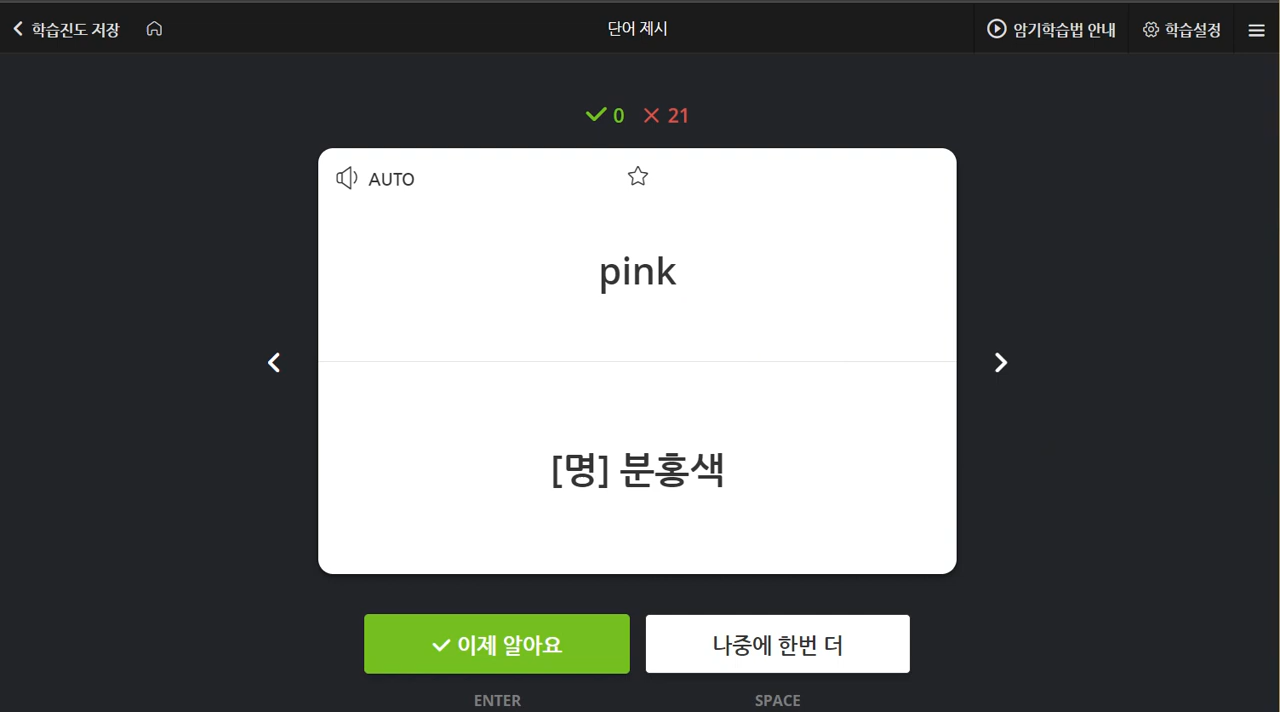 학습진도 저장
단어 제시
암기학습법 안내
학습설정
0
21
AUTO
pink
[명] 분홍색
이제 알아요
나중에 한번 더
ENTER
SPACE